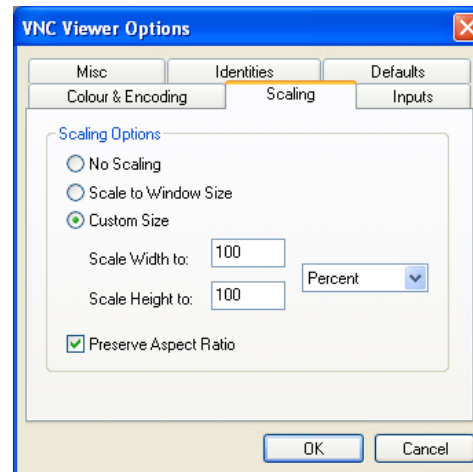 VNC Viewer Options
Misc Identities Defaults
Colour & Encoding Scaling Inputs
Scaling Options
No Scaling
Scale to Window Size
Custom Size
Scale Width to: 100
Percent
Scale Height to: 100
Preserve Aspect Ratio
OK Cancel